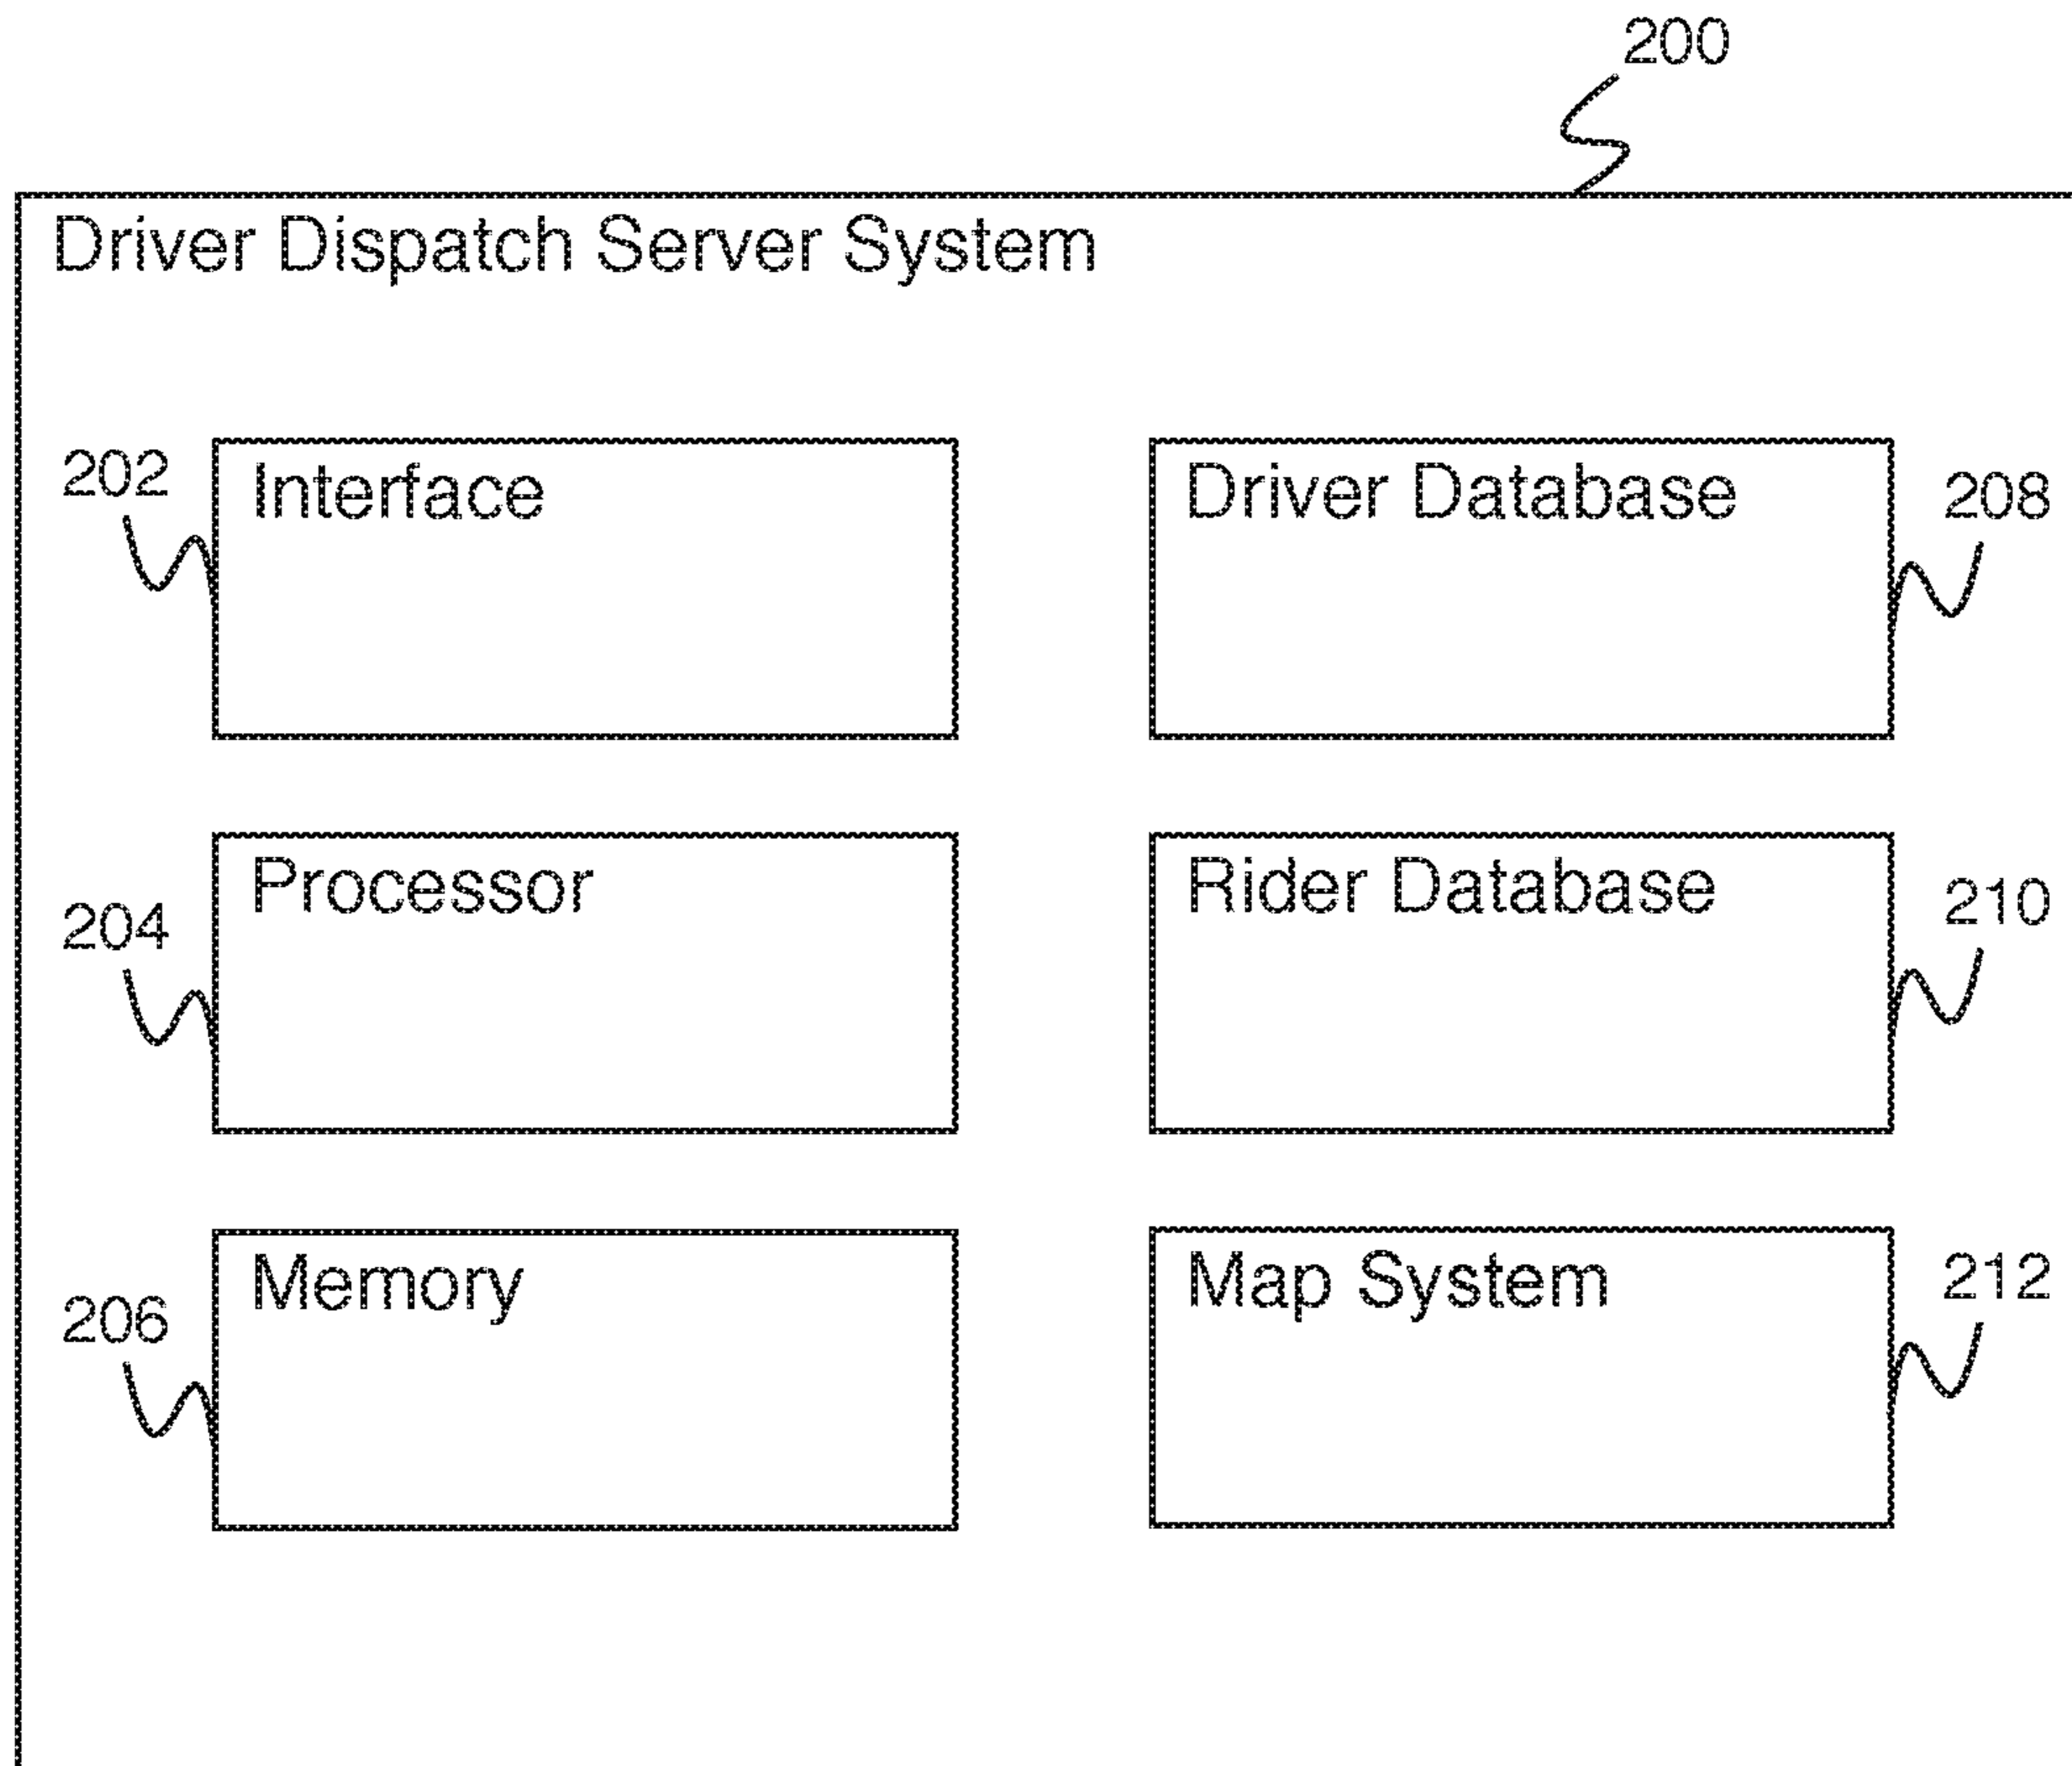 200
Driver Dispatch Server System
202
Interface
Driver Database
208
204
Processor
Rider Database
210
206
Memory
Map System
212